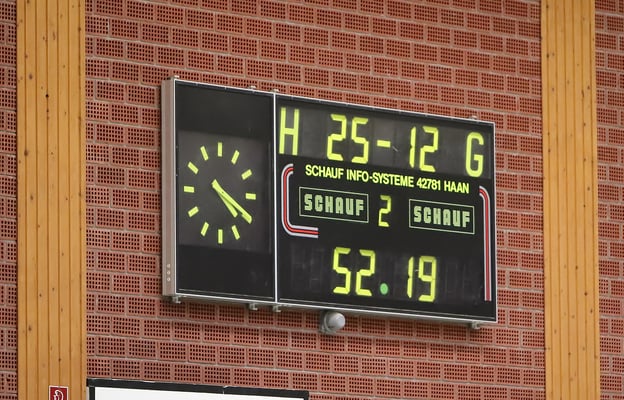 H 25-12 G
SCHAUF INFO-SYSTEME 42781 HAAN
SCHAUF 2 SCHAUF
52.19